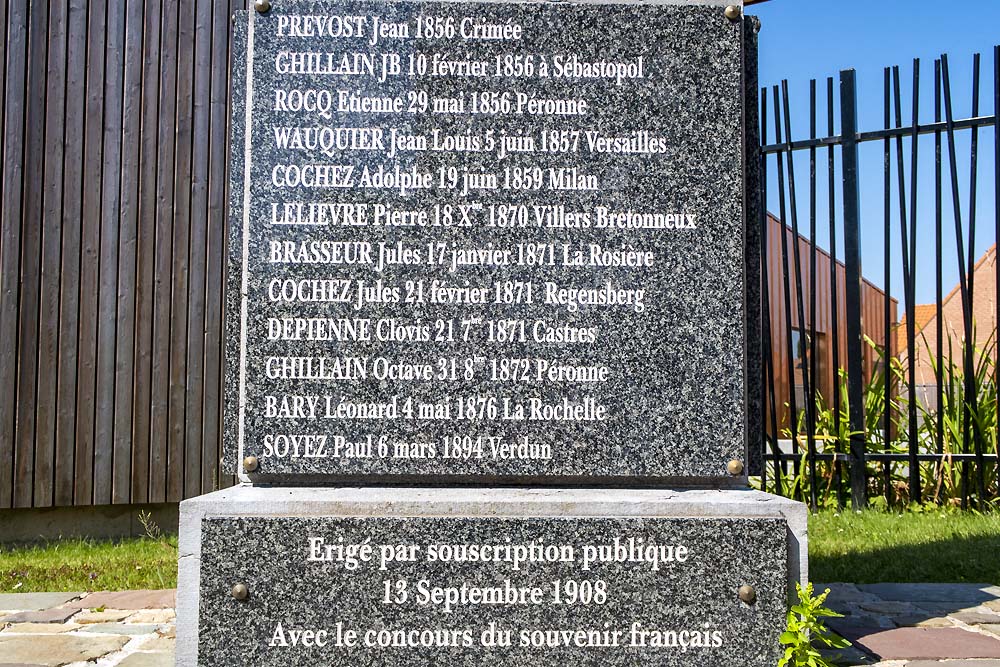 PREVOST Jean 1856 Crimée
GHILLAIN JB 10 février 1856 à Sébastopol
ROCQ Etienne 29 mai 1856 Péronne
WAUQUIER Jean Louis 5 juin 1857 Versailles
COCHEZ Adolphe 19 juin 1859 Milan
LELIEVRE Pierre 18 Xᵐᵉ 1870 Villers Bretonneux
BRASSEUR Jules 17 janvier 1871 La Rosière
COCHEZ Jules 21 février 1871 Regensberg
DEPIENNE Clovis 21 7ᵐᵉ 1871 Castres
GHILLAIN Octave 31 8ᵇʳᵉ 1872 Péronne
BARY Léonard 4 mai 1876 La Rochelle
SOYEZ Paul 6 mars 1894 Verdun
Erigé par souscription publique
13 Septembre 1908
Avec le concours du souvenir français